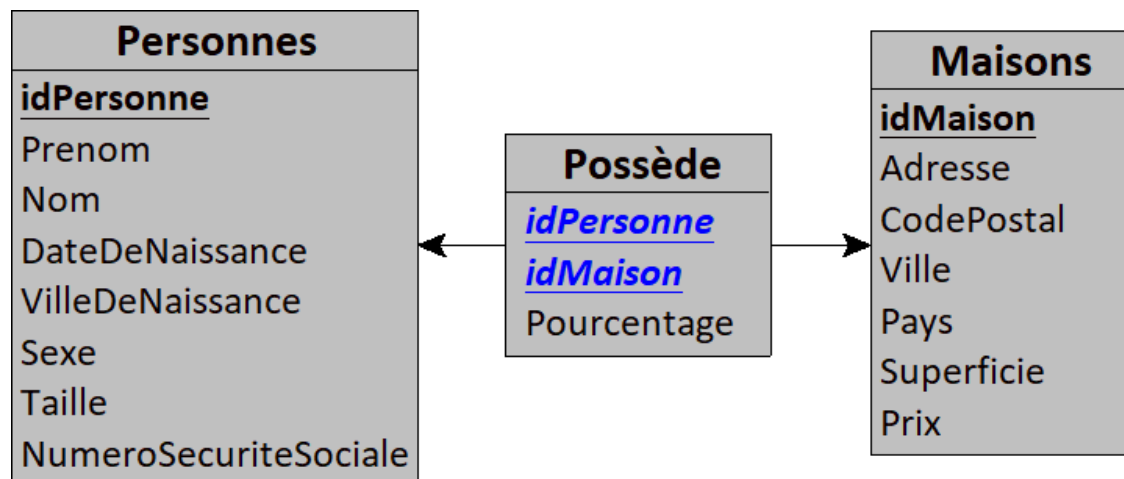 Personnes
idPersonne
Prenom
Nom
DateDeNaissance
VilleDeNaissance
Sexe
Taille
NumeroSecuriteSociale
Possède
idPersonne
idMaison
Pourcentage
Maisons
idMaison
Adresse
CodePostal
Ville
Pays
Superficie
Prix